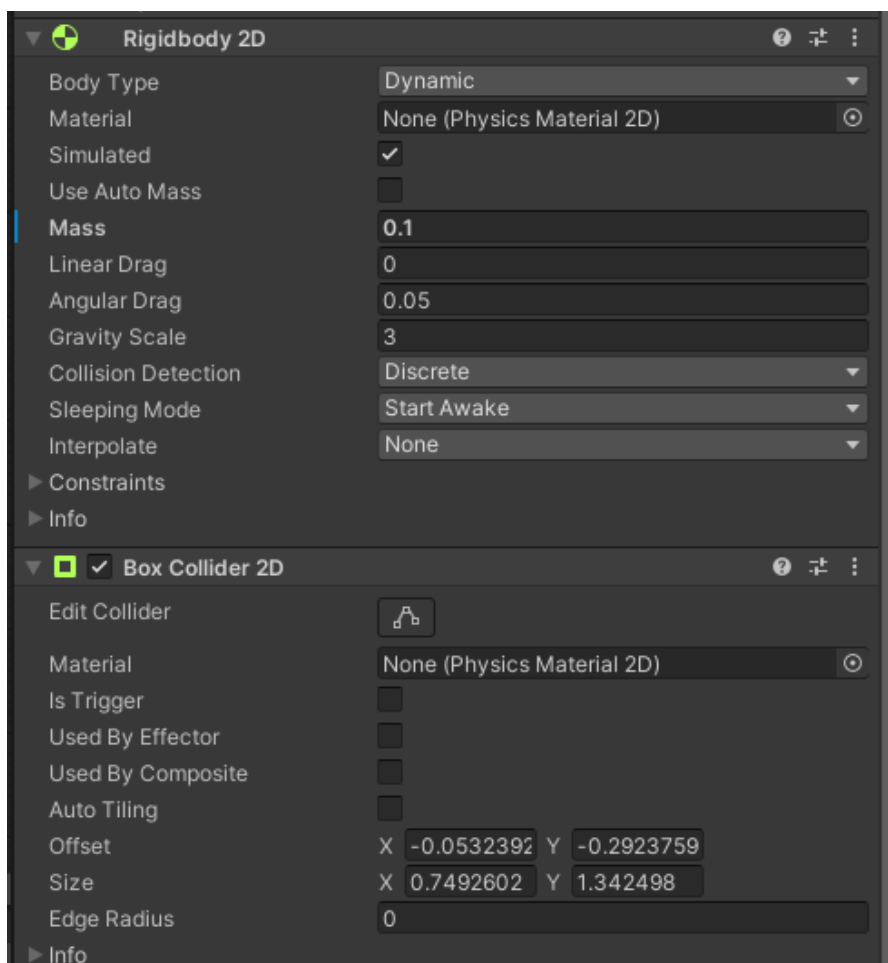 Rigidbody 2D
Body Type Dynamic
Material None (Physics Material 2D)
Simulated
Use Auto Mass
Mass 0.1
Linear Drag 0
Angular Drag 0.05
Gravity Scale 3
Collision Detection Discrete
Sleeping Mode Start Awake
Interpolate None
Constraints
Info
Box Collider 2D
Edit Collider
Material None (Physics Material 2D)
Is Trigger
Used By Effector
Used By Composite
Auto Tiling
Offset X -0.0532392 Y -0.2923759
Size X 0.7492602 Y 1.342498
Edge Radius 0
Info